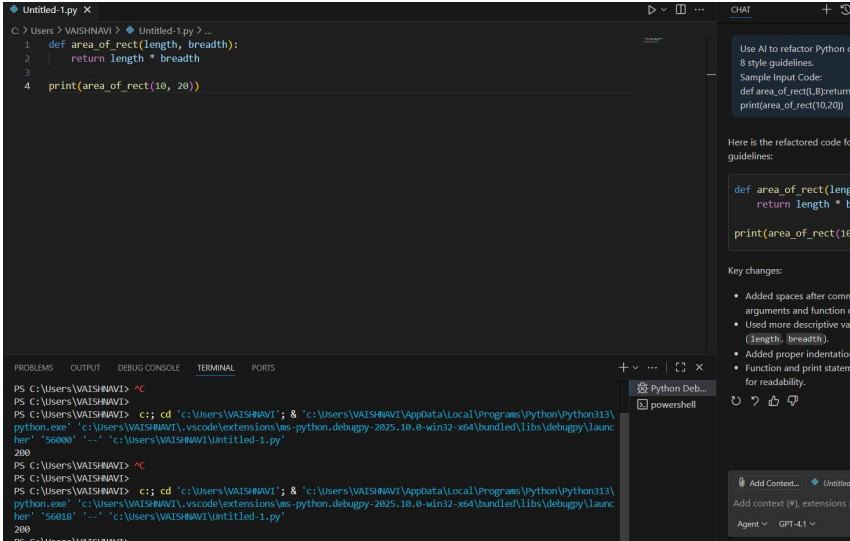 Untitled-1.py
C: > Users > VAISHNAVI > Untitled-1.py > ...
1 def area_of_rect(length, breadth):
2 return length * breadth
3
4 print(area_of_rect(10, 20))
PROBLEMS OUTPUT DEBUG CONSOLE TERMINAL PORTS
PS C:\Users\VAISHNAVI> ^C
PS C:\Users\VAISHNAVI>
PS C:\Users\VAISHNAVI> c:; cd 'c:\Users\VAISHNAVI'; & 'c:\Users\VAISHNAVI\AppData\Local\Programs\Python\Python313\
python.exe' 'c:\Users\VAISHNAVI\.vscode\extensions\ms-python.debugpy-2025.10.0-win32-x64\bundled\libs\debugpy\launc
her' '56000' '--' 'c:\Users\VAISHNAVI\Untitled-1.py'
200
PS C:\Users\VAISHNAVI> ^C
PS C:\Users\VAISHNAVI>
PS C:\Users\VAISHNAVI> c:; cd 'c:\Users\VAISHNAVI'; & 'c:\Users\VAISHNAVI\AppData\Local\Programs\Python\Python313\
python.exe' 'c:\Users\VAISHNAVI\.vscode\extensions\ms-python.debugpy-2025.10.0-win32-x64\bundled\libs\debugpy\launc
her' '56018' '--' 'c:\Users\VAISHNAVI\Untitled-1.py'
200
PS C:\Users\VAISHNAVI>
Python Deb...
powershell
CHAT
Use AI to refactor Python
8 style guidelines.
Sample Input Code:
def area_of_rect(L,B):return
print(area_of_rect(10,20))
Here is the refactored code
guidelines:
def area_of_rect(leng
return length * b
print(area_of_rect(10
Key changes:
• Added spaces after comm
arguments and function
• Used more descriptive va
(length, breadth).
• Added proper indentation
• Function and print statem
for readability.
Add Context... Untitled
Add context (#), extensions
Agent GPT-4.1